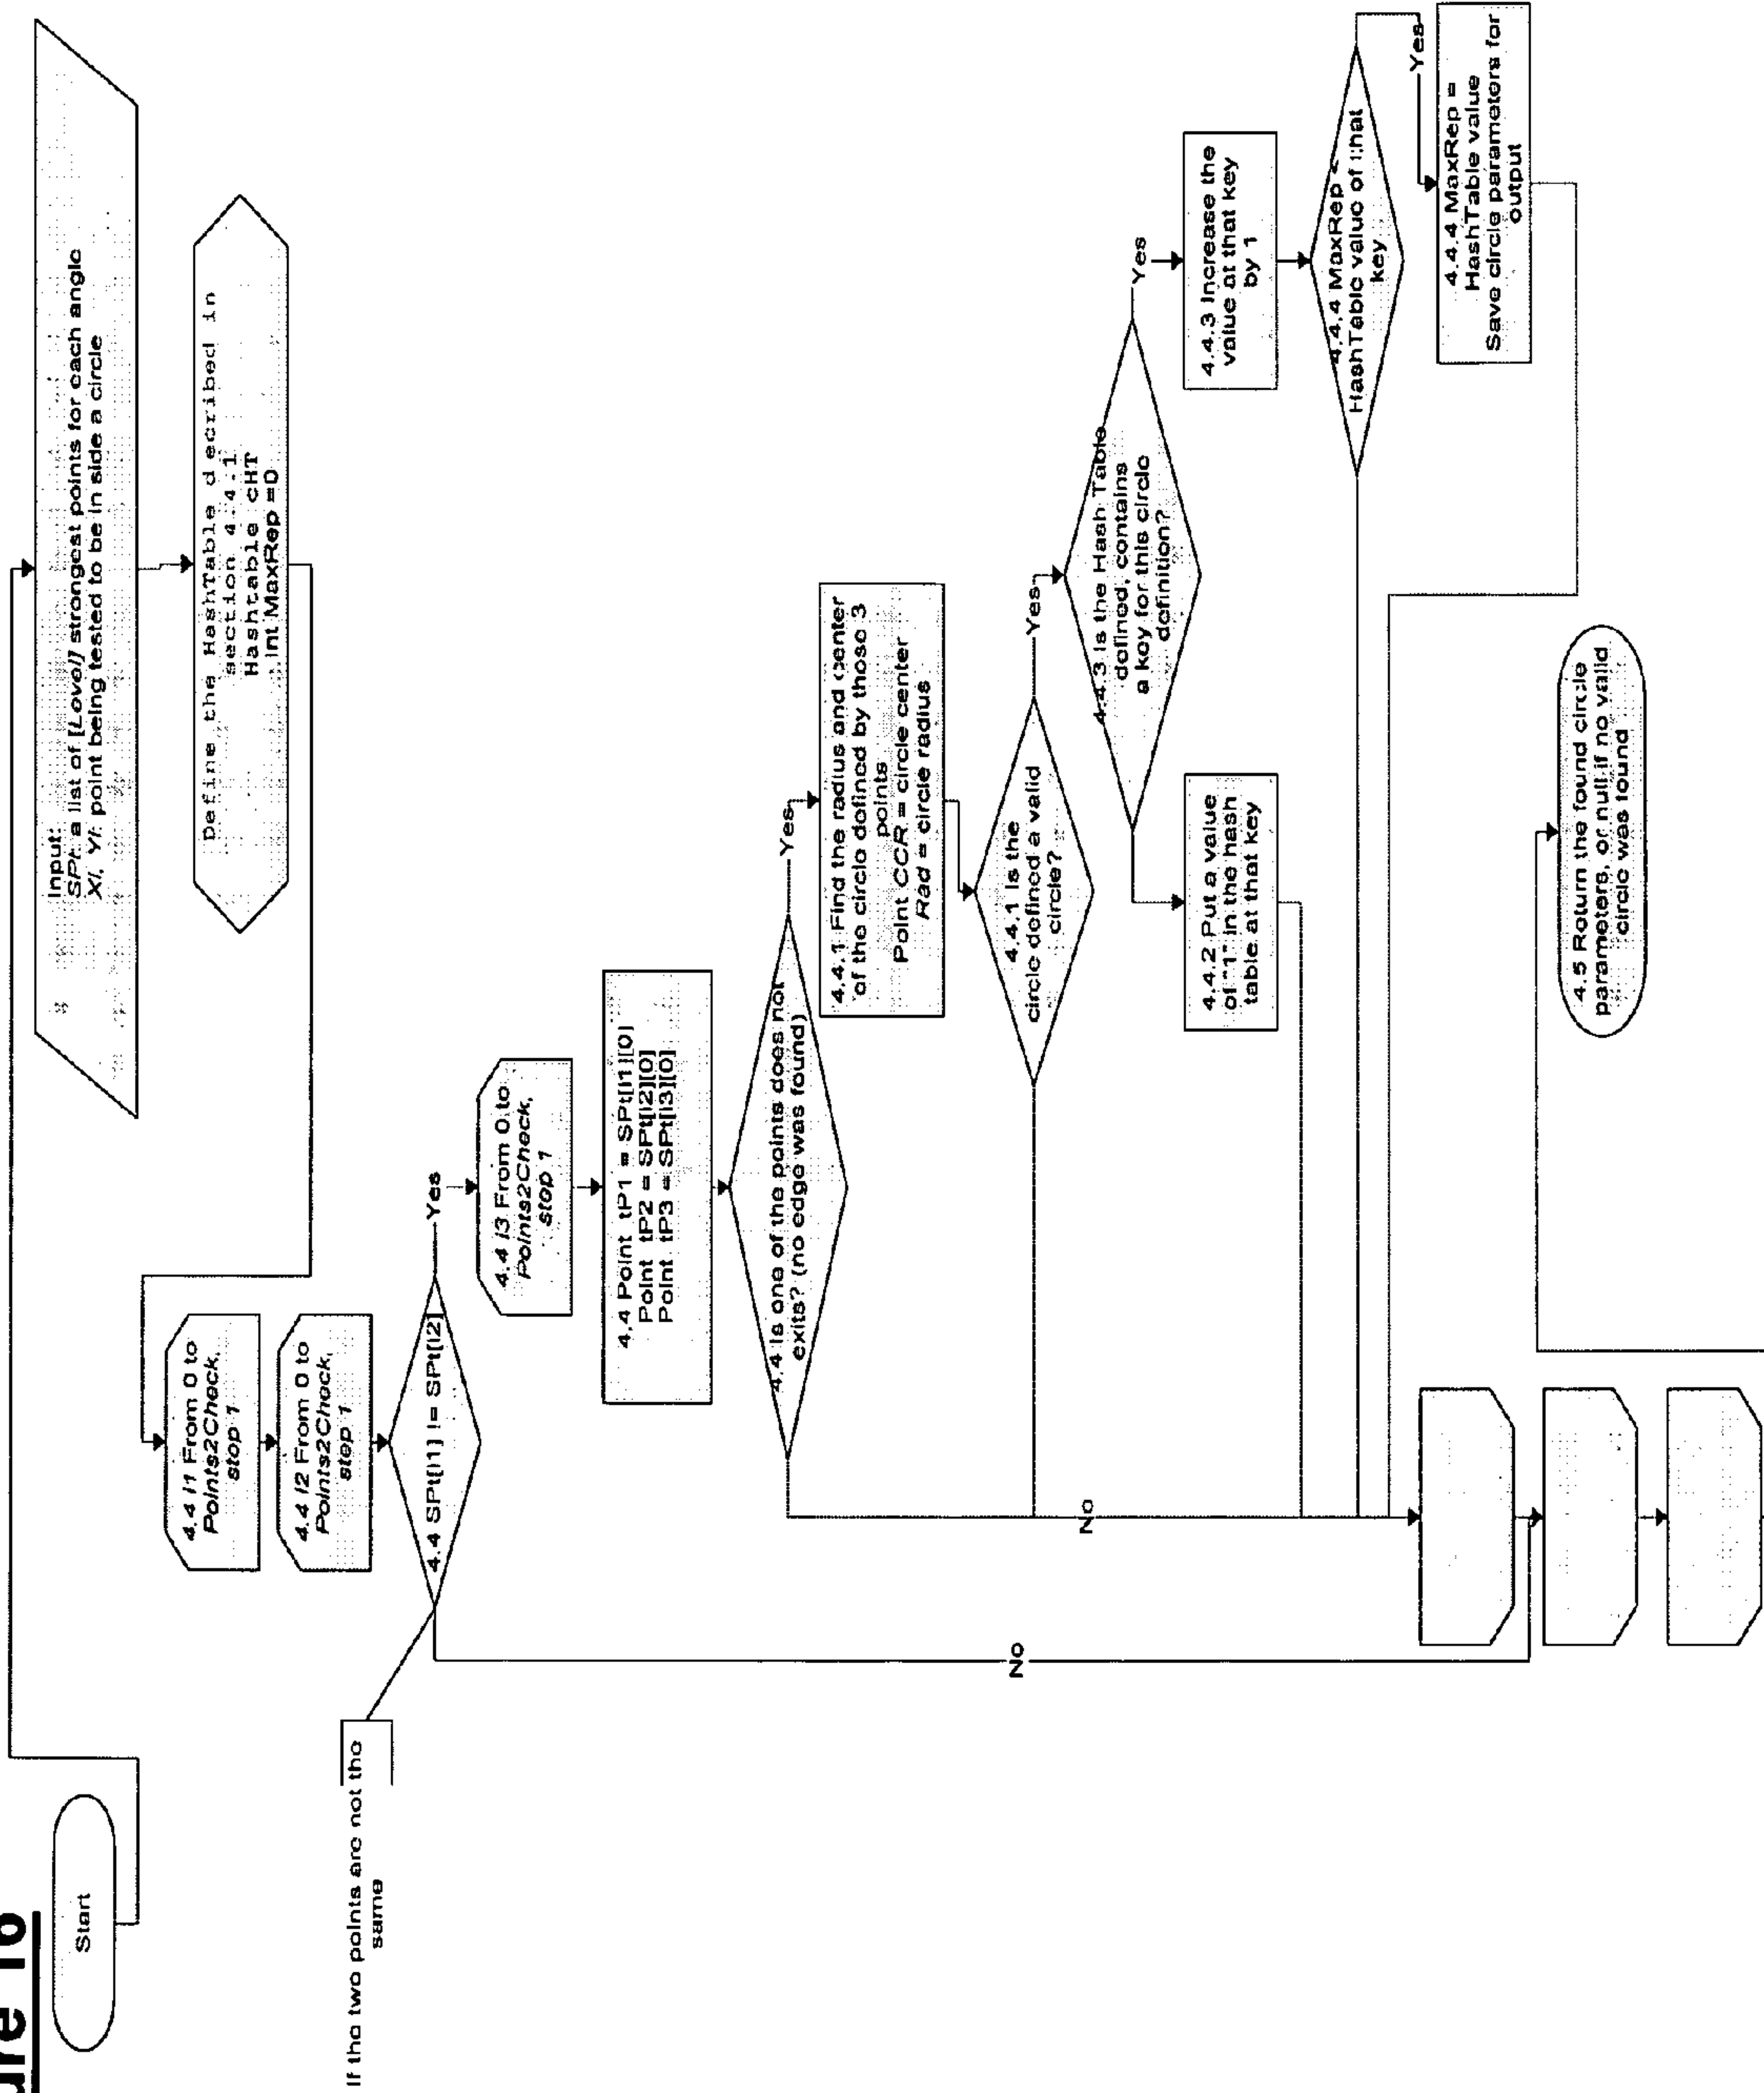 ure 16
Start
Input:
SPt: a list of [Level] strongest points for each angle
XI, YI: point being tested to be in side a circle
Define the HashTable decribed in
section 4.4.1
Hashtable cHT
Int MaxRep =0
4.4 I1 From 0 to
Points2Check,
step 1
4.4 I2 From 0 to
Points2Check,
step 1
4.4 SPt[I1] != SPt[I2]
If the two points are not the
same
Yes
No
4.4 I3 From 0 to
Points2Check,
step 1
4.4 Point tP1 = SPt[I1][0]
Point tP2 = SPt[I2][0]
Point tP3 = SPt[I3][0]
4.4 Is one of the points does not
exits? (no edge was found)
Yes
4.4.1 Find the radius and center
of the circle defined by those 3
points
Point CCR = circle center
Rad = circle radius
4.4.1 Is the
circle defined a valid
circle?
Yes
No
4.4.3 Is the Hash Table
defined, contains
a key for this circle
definition?
Yes
4.4.2 Put a value
of "1" in the hash
table at that key
4.4.3 Increase the
value at that key
by 1
4.4.4 MaxRep <
HashTable value of that
key
Yes
4.4.4 MaxRep =
HashTable value
Save circle parameters for
output
4.5 Return the found circle
parameters, or null if no valid
circle was found